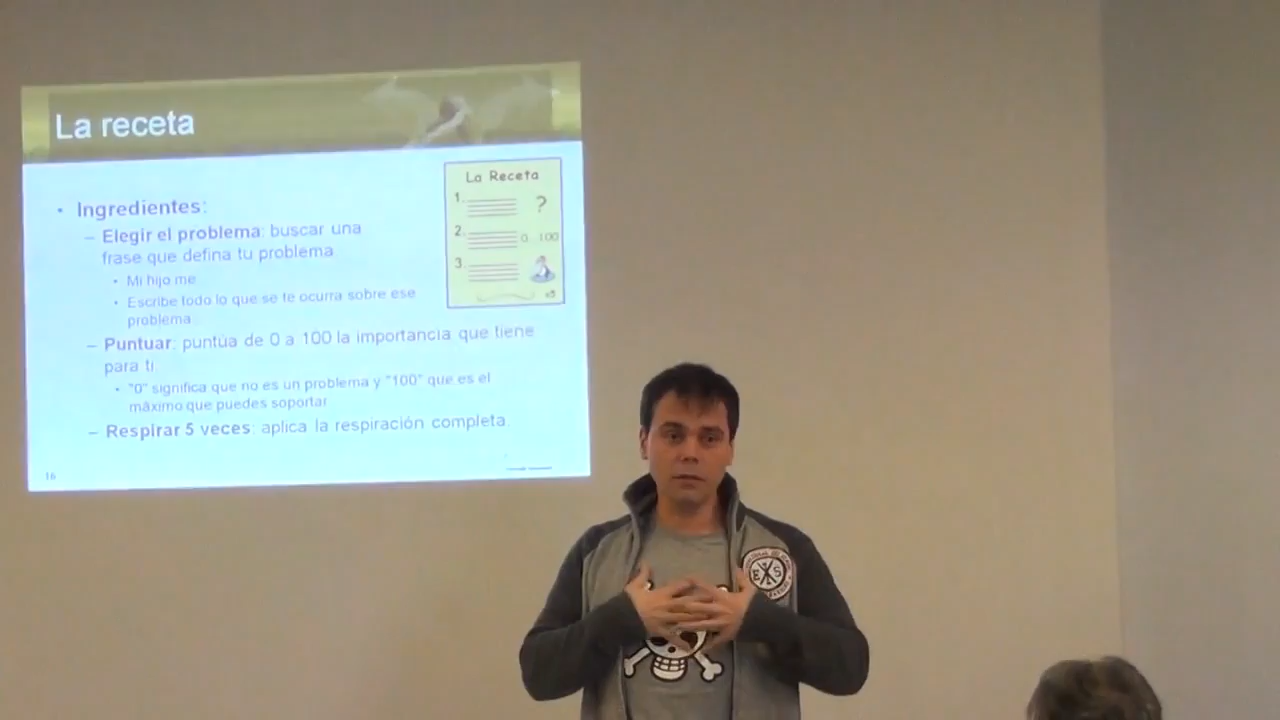 La receta
• Ingredientes:
– Elegir el problema: buscar una
frase que defina tu problema
• Mi hijo me
• Escribe todo lo que se te ocurra sobre ese
problema
– Puntuar: puntúa de 0 a 100 la importancia que tiene
para ti
• "0" significa que no es un problema y "100" que es el
máximo que puedes soportar
– Respirar 5 veces: aplica la respiración completa.
16
La Receta
1. ?
2. 0 100
3.
x5
E S